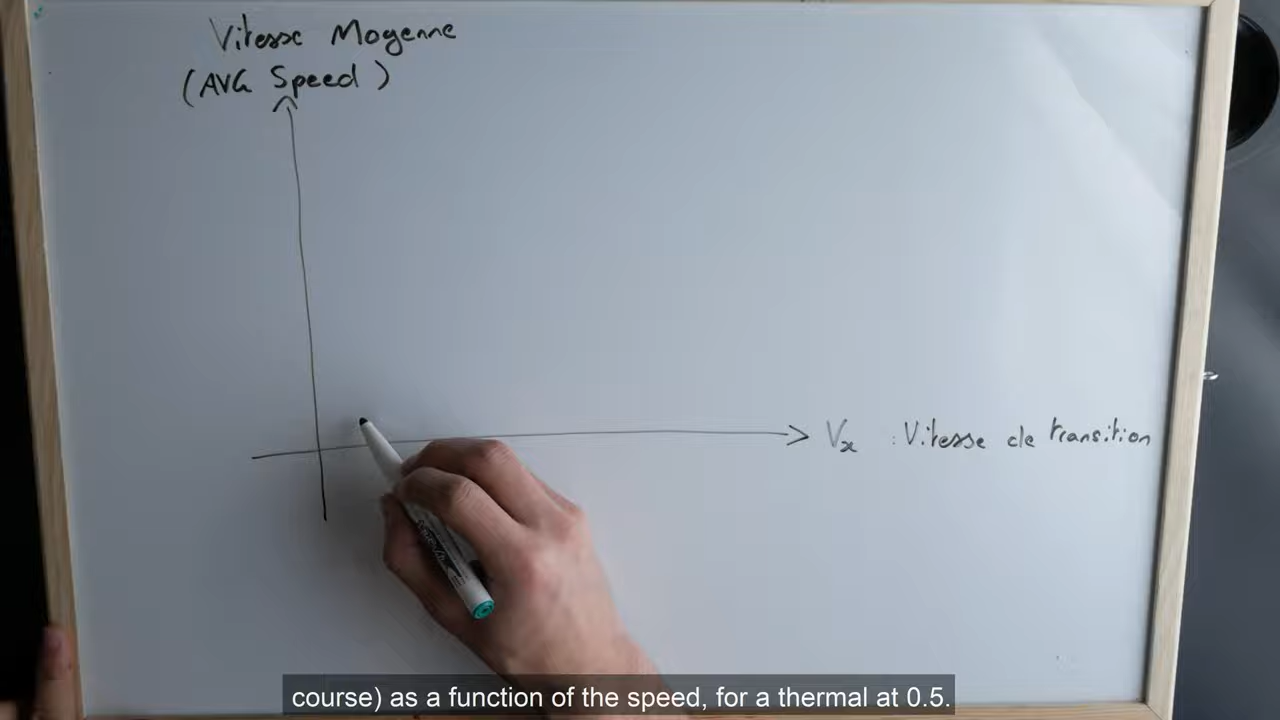 Vitesse Moyenne
(AVG Speed)
Vx : Vitesse de transition
course) as a function of the speed, for a thermal at 0.5.